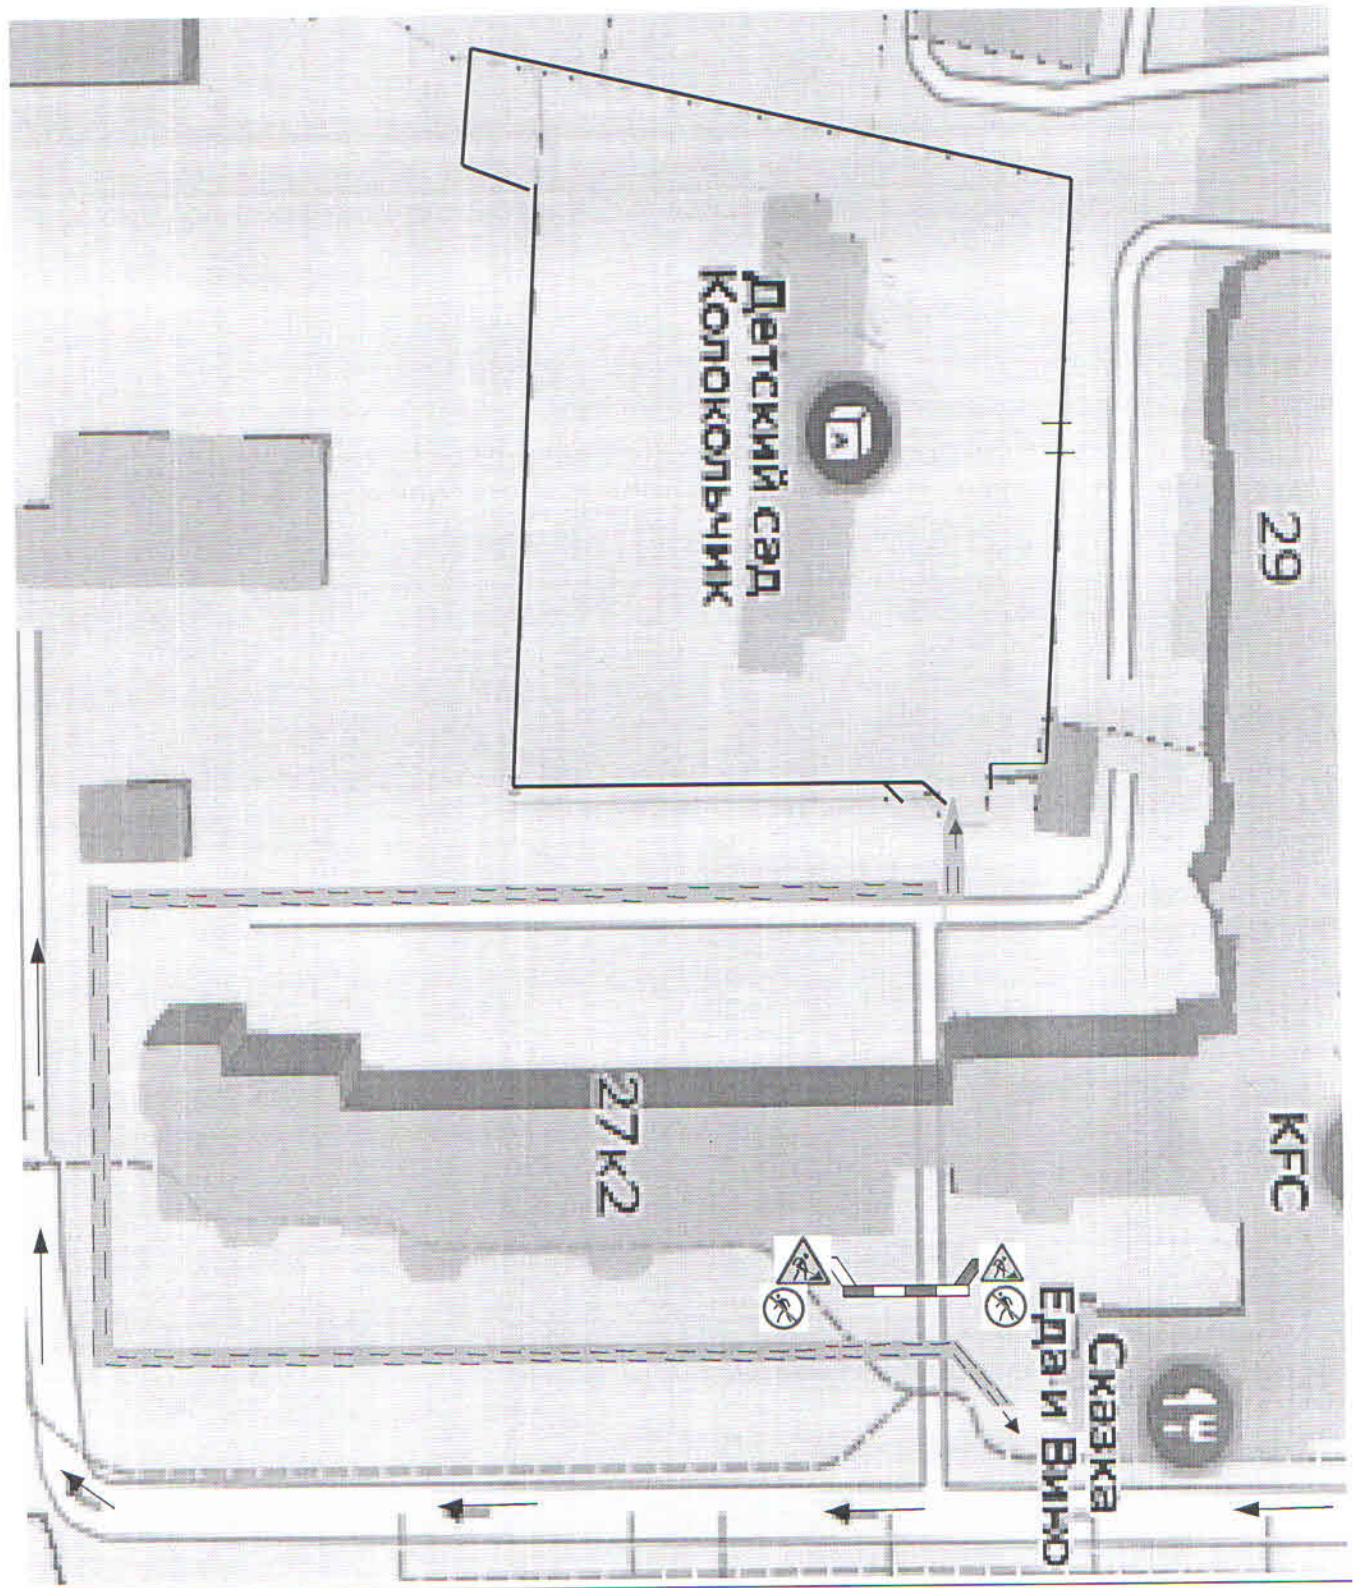 Детский сад
Колокольчик
29
27к2
KFC
Сказка
Еда и Вино